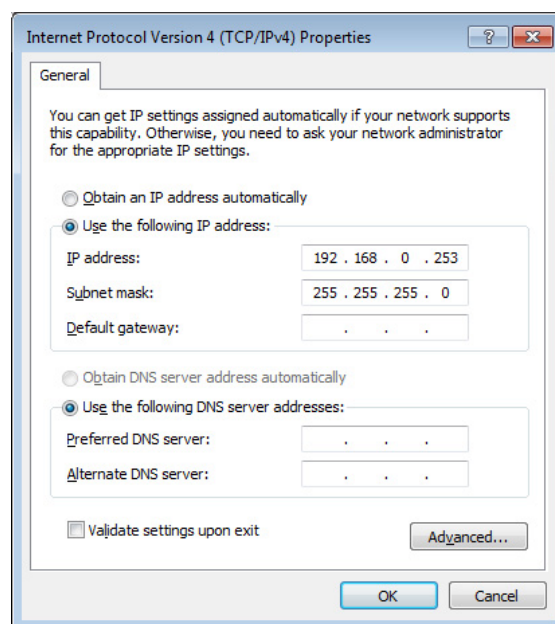 Internet Protocol Version 4 (TCP/IPv4) Properties
General
You can get IP settings assigned automatically if your network supports
this capability. Otherwise, you need to ask your network administrator
for the appropriate IP settings.
Obtain an IP address automatically
Use the following IP address:
IP address: 192 . 168 . 0 . 253
Subnet mask: 255 . 255 . 255 . 0
Default gateway: . . .
Obtain DNS server address automatically
Use the following DNS server addresses:
Preferred DNS server: . . .
Alternate DNS server: . . .
Validate settings upon exit
Advanced...
OK Cancel